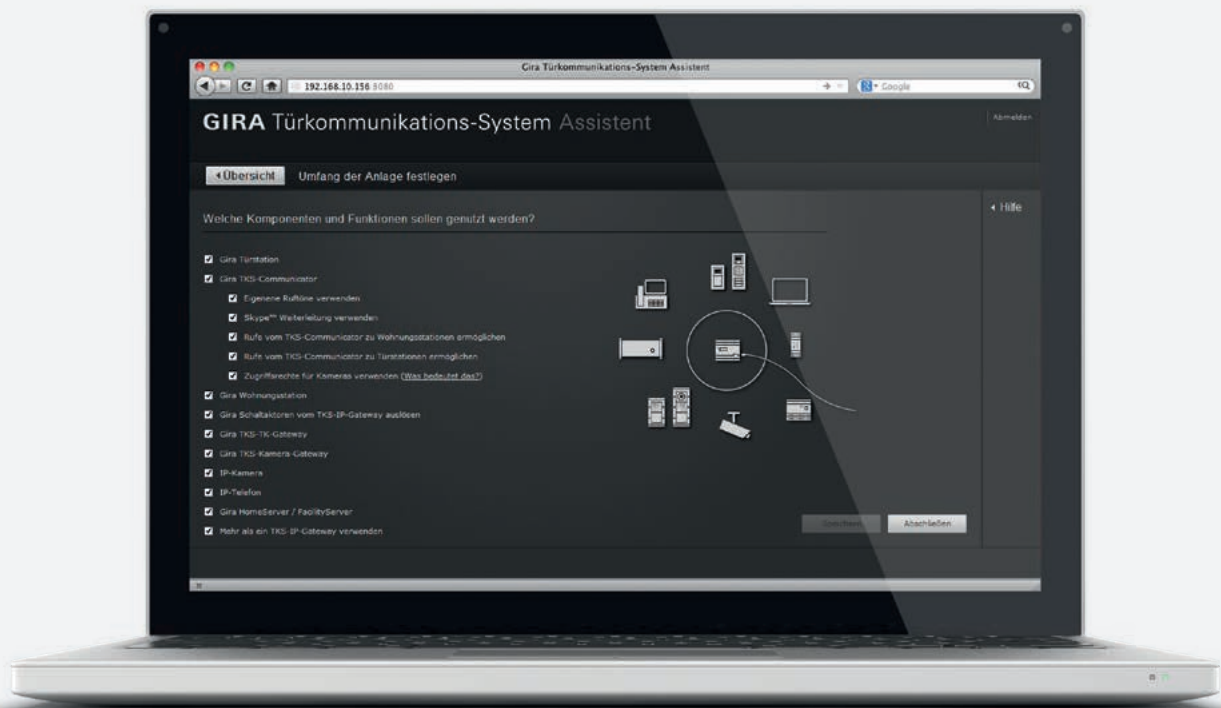 Gira Türkommunikations-System Assistent
192.168.10.156:5080
Google
GIRA Türkommunikations-System Assistent
Abmelden
Übersicht
Umfang der Anlage festlegen
Hilfe
Welche Komponenten und Funktionen sollen genutzt werden?
Gira Türstation
Gira TKS-Communicator
Eigenene Ruftöne verwenden
Skype™ Weiterleitung verwenden
Rufe vom TKS-Communicator zu Wohnungsstationen ermöglichen
Rufe vom TKS-Communicator zu Türstationen ermöglichen
Zugriffsrechte für Kameras verwenden (Was bedeutet das?)
Gira Wohnungsstation
Gira Schaltaktoren vom TKS-IP-Gateway auslösen
Gira TKS-TK-Gateway
Gira TKS-Kamera-Gateway
IP-Kamera
IP-Telefon
Gira HomeServer / FacilityServer
Mehr als ein TKS-IP-Gateway verwenden
Speichern
Abschließen